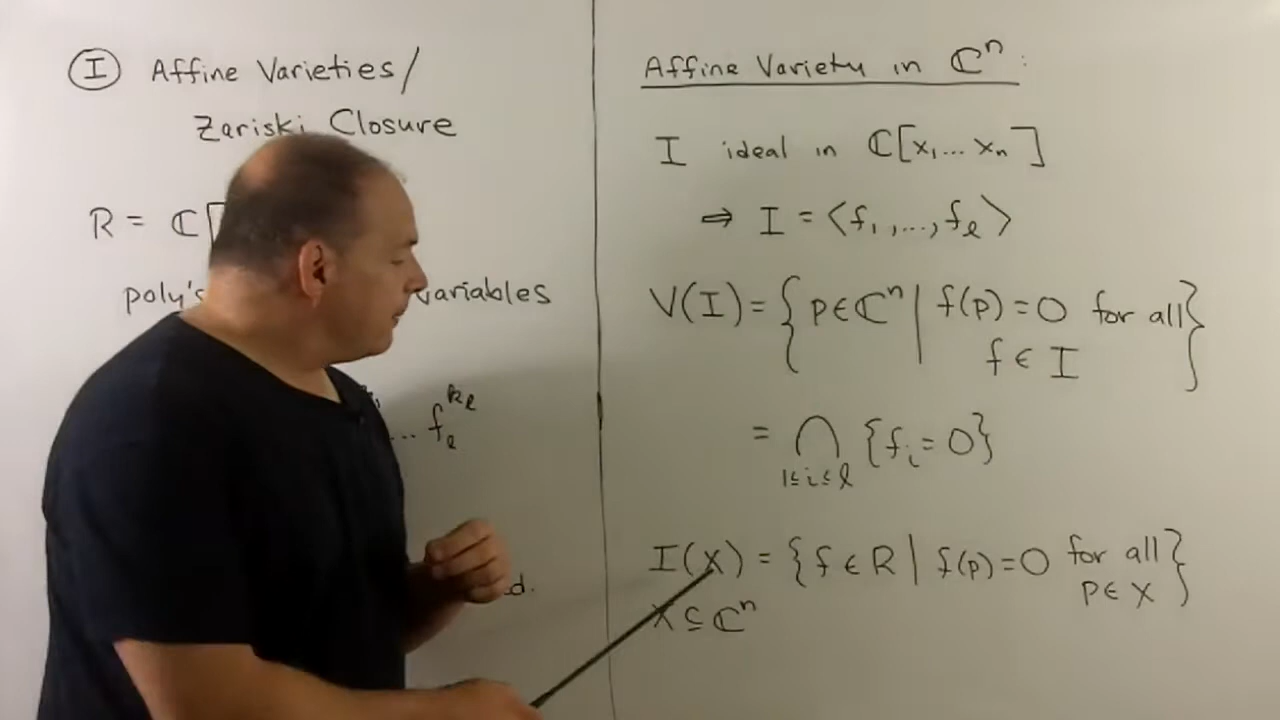 Ⓘ Affine Varieties/
Zariski Closure
R = ℂ[
poly's variables
... f_ℓ^{k_ℓ}
d.
Affine Variety in ℂⁿ:
I ideal in ℂ[x₁...xₙ]
⇒ I = ⟨f₁,...,f_ℓ⟩
V(I) = {p∈ℂⁿ | f(p)=0 for all
f ∈ I}
= ⋂_{1≤i≤ℓ} {f_i = 0}
I(X) = {f ∈ R | f(p)=0 for all
p∈X}
X ⊆ ℂⁿ